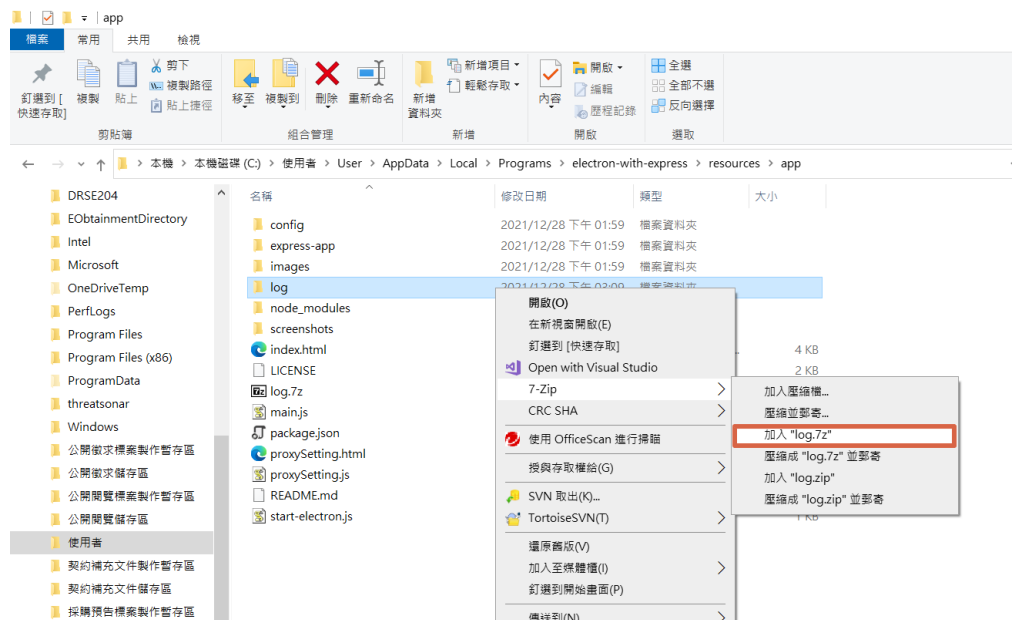 app
檔案 常用 共用 檢視
釘選到 [快速存取]
複製
貼上
剪下
複製路徑
貼上捷徑
剪貼簿
移至
複製到
刪除
重新命名
組合管理
新增資料夾
新增項目
輕鬆存取
新增
內容
開啟
編輯
歷程記錄
開啟
全選
全部不選
反向選擇
選取
本機 > 本機磁碟 (C:) > 使用者 > User > AppData > Local > Programs > electron-with-express > resources > app
DRSE204
EObtainmentDirectory
Intel
Microsoft
OneDriveTemp
PerfLogs
Program Files
Program Files (x86)
ProgramData
threatsonar
Windows
公開徵求標案製作暫存區
公開徵求儲存區
公開閱覽標案製作暫存區
公開閱覽儲存區
使用者
契約補充文件製作暫存區
契約補充文件儲存區
採購預告標案製作暫存區
名稱 修改日期 類型 大小
config 2021/12/28 下午 01:59 檔案資料夾
express-app 2021/12/28 下午 01:59 檔案資料夾
images 2021/12/28 下午 01:59 檔案資料夾
log 2021/12/28 下午 03:09 檔案資料夾
node_modules
screenshots
index.html 4 KB
LICENSE 2 KB
log.7z
main.js
package.json
proxySetting.html
proxySetting.js
README.md
start-electron.js 1 KB
開啟(O)
在新視窗開啟(E)
釘選到 [快速存取]
Open with Visual Studio
7-Zip
CRC SHA
使用 OfficeScan 進行掃瞄
授與存取權給(G)
SVN 取出(K)...
TortoiseSVN(T)
還原舊版(V)
加入至媒體櫃(I)
釘選到開始畫面(P)
傳送到(N)
加入壓縮檔...
壓縮並郵寄...
加入 "log.7z"
壓縮成 "log.7z" 並郵寄
加入 "log.zip"
壓縮成 "log.zip" 並郵寄